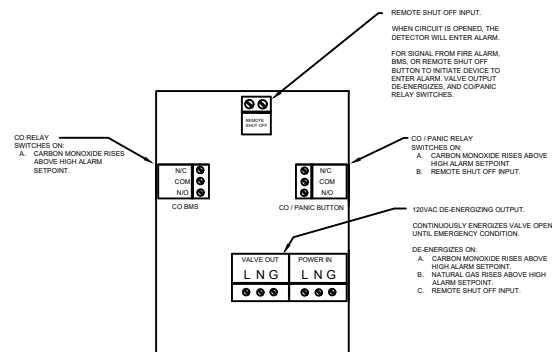 REMOTE SHUT OFF INPUT.
WHEN CIRCUIT IS OPENED, THE
DETECTOR WILL ENTER ALARM.
FOR SIGNAL FROM FIRE ALARM,
BMS, OR REMOTE SHUT OFF
BUTTON TO INITIATE DEVICE TO
ENTER ALARM. VALVE OUTPUT
DE-ENERGIZES, AND CO/PANIC
RELAY SWITCHES.
REMOTE
SHUT OFF
CO RELAY
SWITCHES ON:
A. CARBON MONOXIDE RISES
ABOVE HIGH ALARM
SETPOINT.
N/C
COM
N/O
CO BMS
N/C
COM
N/O
CO / PANIC BUTTON
CO / PANIC RELAY
SWITCHES ON:
A. CARBON MONOXIDE RISES
ABOVE HIGH ALARM SETPOINT.
B. REMOTE SHUT OFF INPUT.
120VAC DE-ENERGIZING OUTPUT.
CONTINUOUSLY ENERGIZES VALVE OPEN
UNTIL EMERGENCY CONDITION.
DE-ENERGIZES ON:
A. CARBON MONOXIDE RISES ABOVE
HIGH ALARM SETPOINT.
B. NATURAL GAS RISES ABOVE HIGH
ALARM SETPOINT.
C. REMOTE SHUT OFF INPUT.
VALVE OUT
L N G
POWER IN
L N G